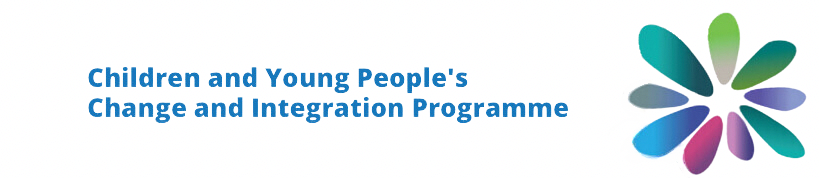 Children and Young People's
Change and Integration Programme